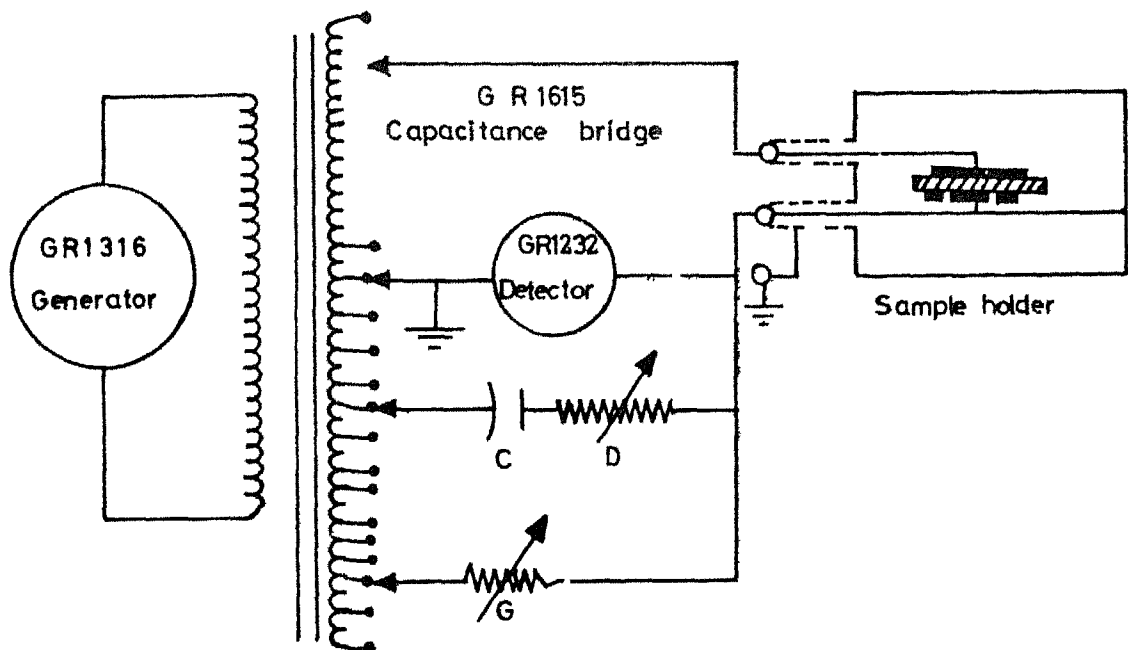 G R 1615
Capacitance bridge
GR1316
Generator
GR1232
Detector
Sample holder
C
D
G